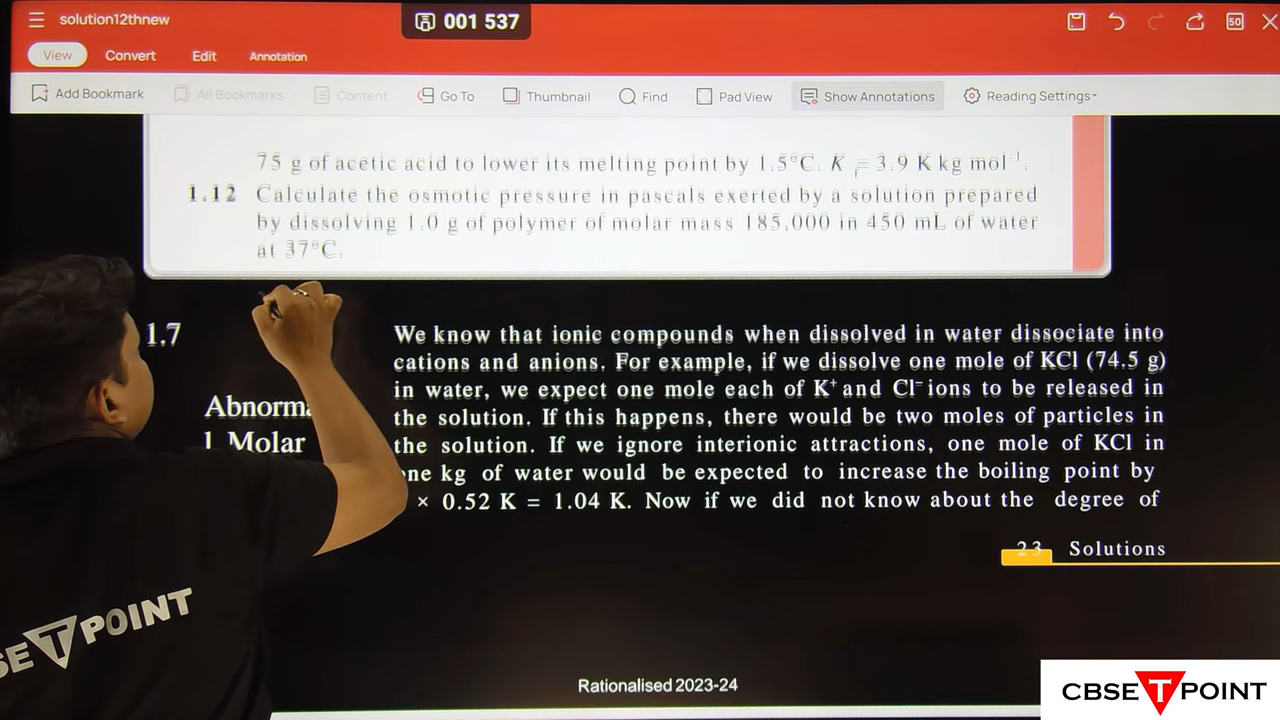 solution12thnew
001 537
50
View Convert Edit Annotation
Add Bookmark All Bookmarks Content Go To Thumbnail Find Pad View Show Annotations Reading Settings
75 g of acetic acid to lower its melting point by 1.5°C. K f = 3.9 K kg mol⁻¹.
1.12 Calculate the osmotic pressure in pascals exerted by a solution prepared
by dissolving 1.0 g of polymer of molar mass 185,000 in 450 mL of water
at 37°C.
1.7
Abnorma
l Molar
We know that ionic compounds when dissolved in water dissociate into
cations and anions. For example, if we dissolve one mole of KCl (74.5 g)
in water, we expect one mole each of K⁺ and Cl⁻ ions to be released in
the solution. If this happens, there would be two moles of particles in
the solution. If we ignore interionic attractions, one mole of KCl in
ne kg of water would be expected to increase the boiling point by
× 0.52 K = 1.04 K. Now if we did not know about the degree of
23 Solutions
Rationalised 2023-24
SE T POINT
CBSE T POINT